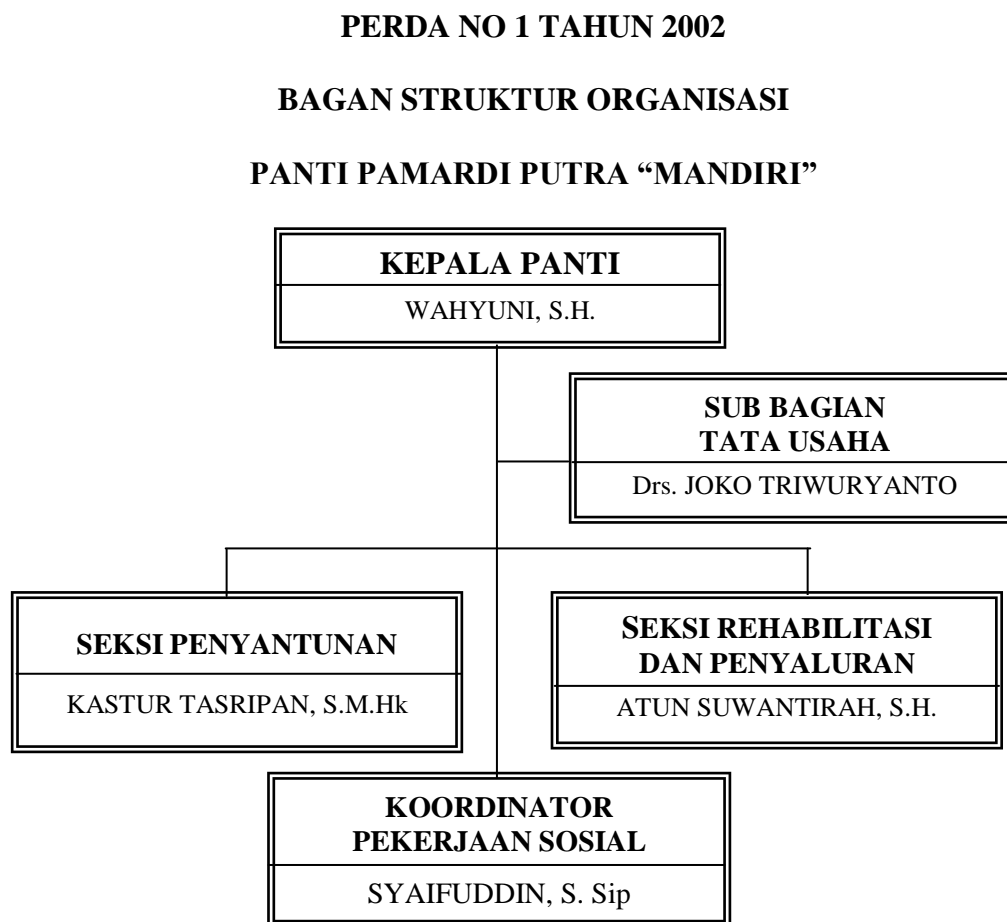 PERDA NO 1 TAHUN 2002
BAGAN STRUKTUR ORGANISASI
PANTI PAMARDI PUTRA “MANDIRI”
KEPALA PANTI
WAHYUNI, S.H.
SUB BAGIAN
TATA USAHA
Drs. JOKO TRIWURYANTO
SEKSI PENYANTUNAN
KASTUR TASRIPAN, S.M.Hk
SEKSI REHABILITASI
DAN PENYALURAN
ATUN SUWANTIRAH, S.H.
KOORDINATOR
PEKERJAAN SOSIAL
SYAIFUDDIN, S. Sip